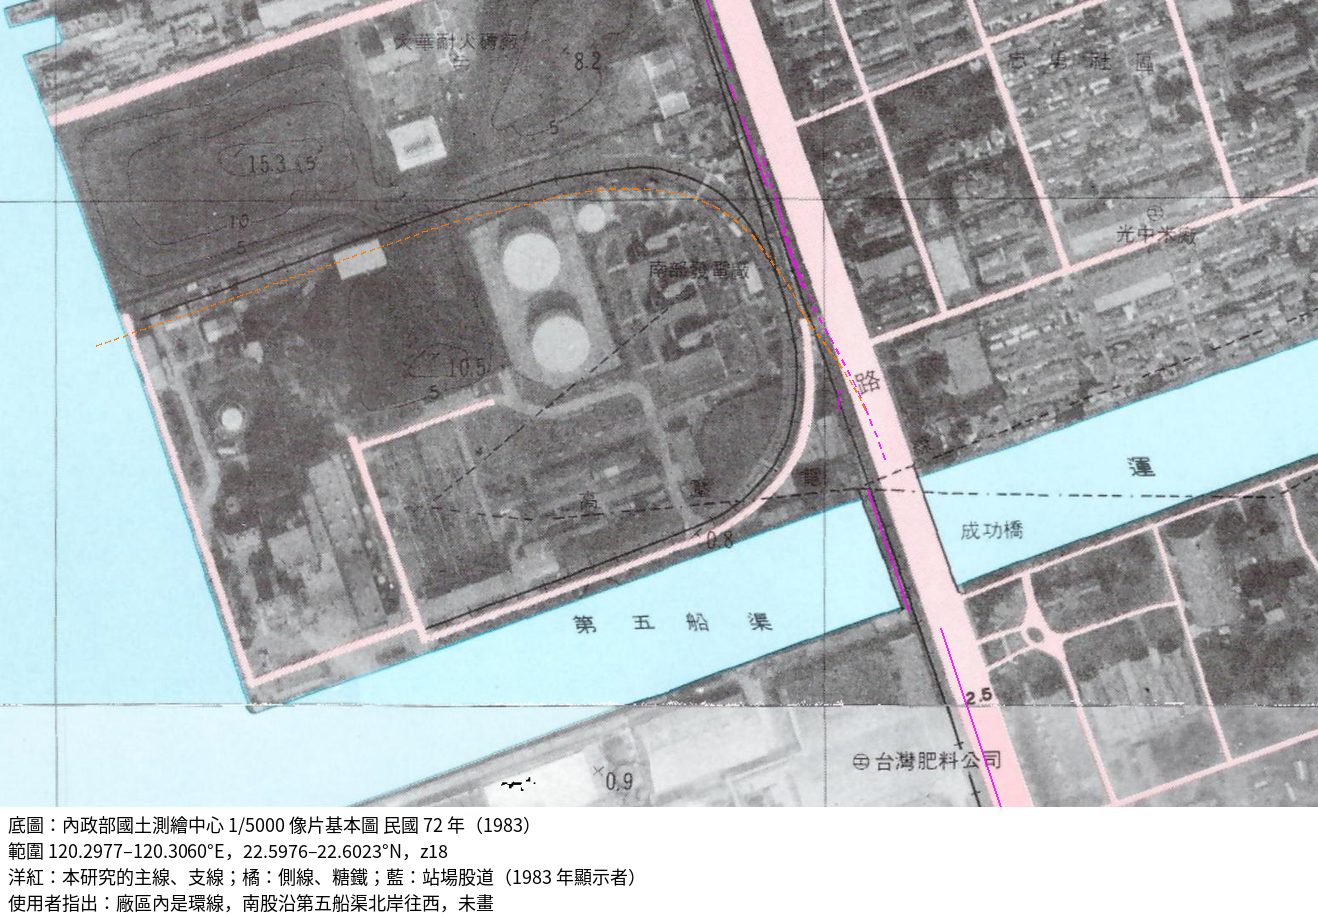 大華耐火磚廠
8.2
5
15.3
5
10
5
光中木廠
南部發電廠
10.5
5
路
運
高
龍
0.8
成功橋
第五船渠
2.5
台灣肥料公司
0.9
底圖：內政部國土測繪中心 1/5000 像片基本圖 民國 72 年（1983）
範圍 120.2977–120.3060°E，22.5976–22.6023°N，z18
洋紅：本研究的主線、支線；橘：側線、糖鐵；藍：站場股道（1983 年顯示者）
使用者指出：廠區內是環線，南股沿第五船渠北岸往西，未畫